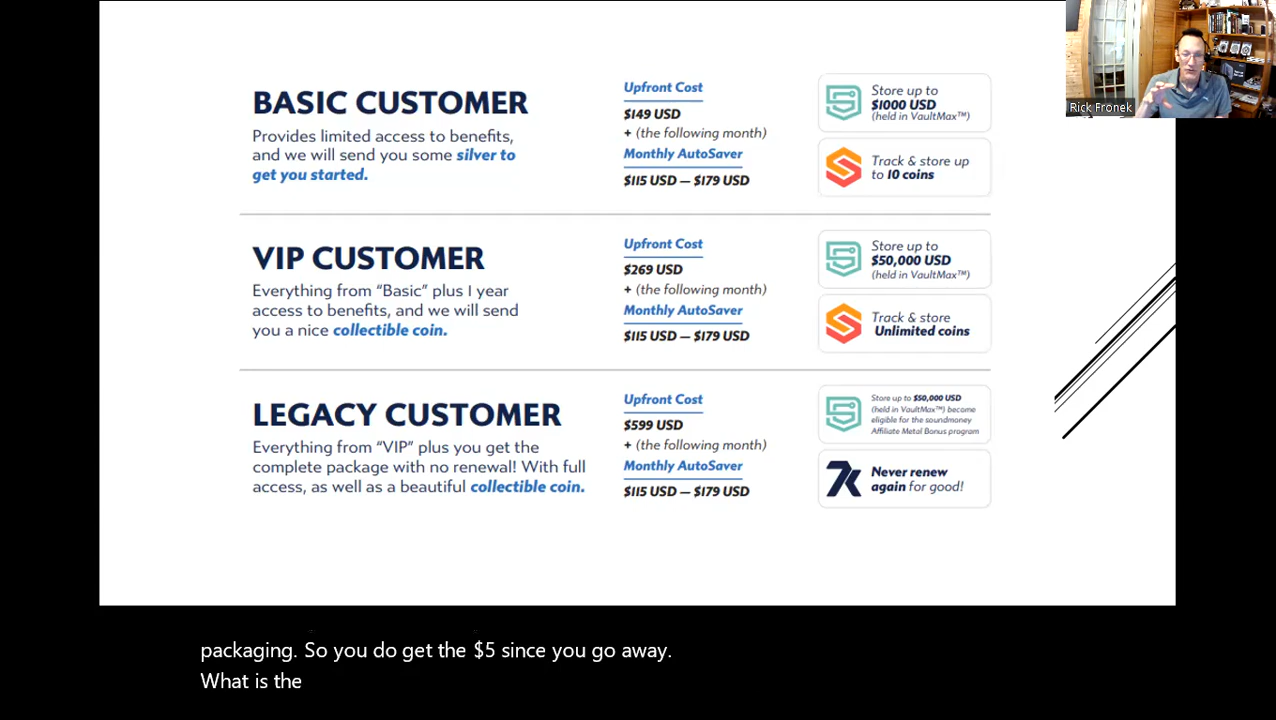 Rick Fronek
BASIC CUSTOMER
Provides limited access to benefits,
and we will send you some silver to
get you started.
Upfront Cost
$149 USD
+ (the following month)
Monthly AutoSaver
$115 USD — $179 USD
Store up to
$1000 USD
(held in VaultMax™)
Track & store up
to 10 coins
VIP CUSTOMER
Everything from “Basic” plus 1 year
access to benefits, and we will send
you a nice collectible coin.
Upfront Cost
$269 USD
+ (the following month)
Monthly AutoSaver
$115 USD — $179 USD
Store up to
$50,000 USD
(held in VaultMax™)
Track & store
Unlimited coins
LEGACY CUSTOMER
Everything from “VIP” plus you get the
complete package with no renewal! With full
access, as well as a beautiful collectible coin.
Upfront Cost
$599 USD
+ (the following month)
Monthly AutoSaver
$115 USD — $179 USD
Store up to $50,000 USD
(held in VaultMax™) become
eligible for the soundmoney
Affiliate Metal Bonus program
7K
Never renew
again for good!
packaging. So you do get the $5 since you go away.
What is the